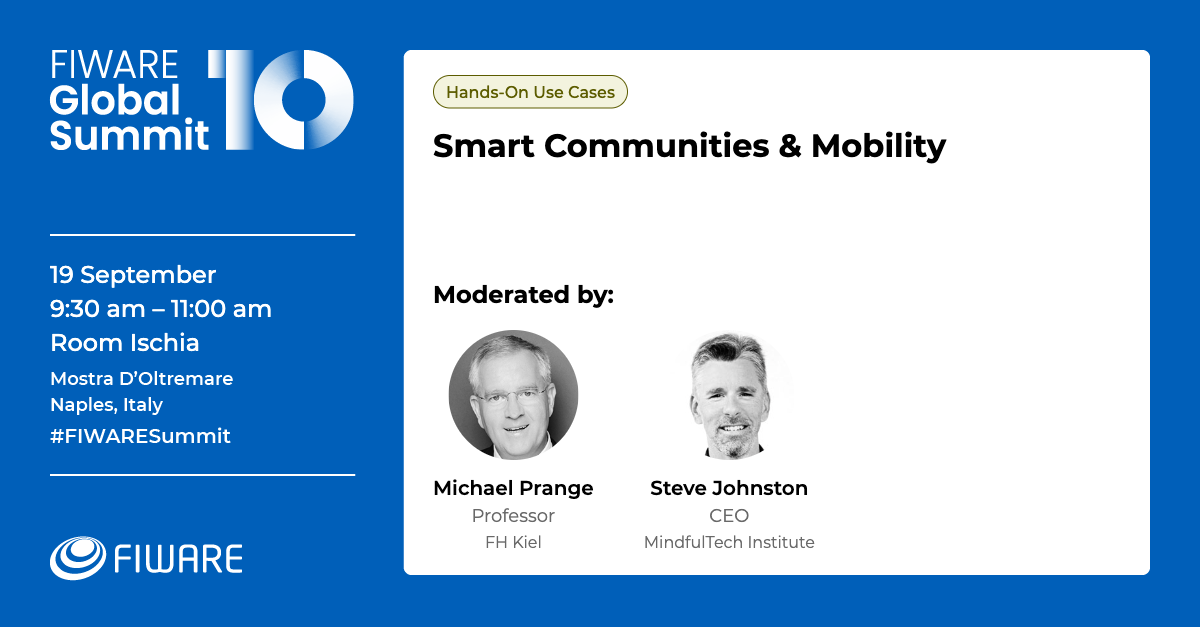 FIWARE
Global
Summit
10
19 September
9:30 am – 11:00 am
Room Ischia
Mostra D’Oltremare
Naples, Italy
#FIWARESummit
FIWARE
Hands-On Use Cases
Smart Communities & Mobility
Moderated by:
Michael Prange
Professor
FH Kiel
Steve Johnston
CEO
MindfulTech Institute